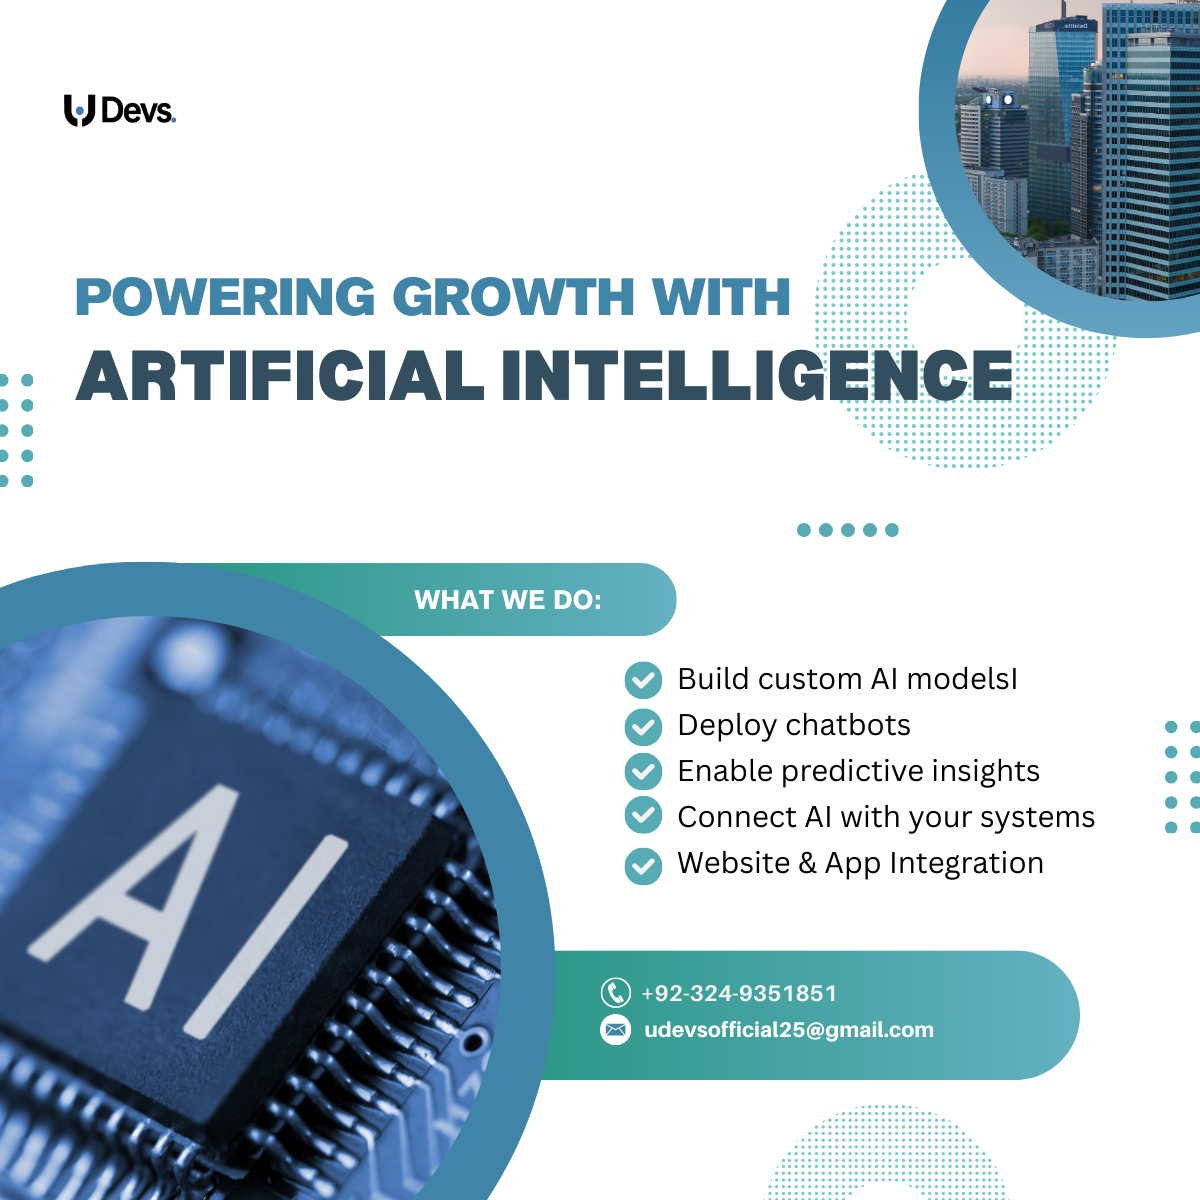 UDevs.
POWERING GROWTH WITH
ARTIFICIAL INTELLIGENCE
WHAT WE DO:
Build custom AI modelsI
Deploy chatbots
Enable predictive insights
Connect AI with your systems
Website & App Integration
AI
+92-324-9351851
udevsofficial25@gmail.com